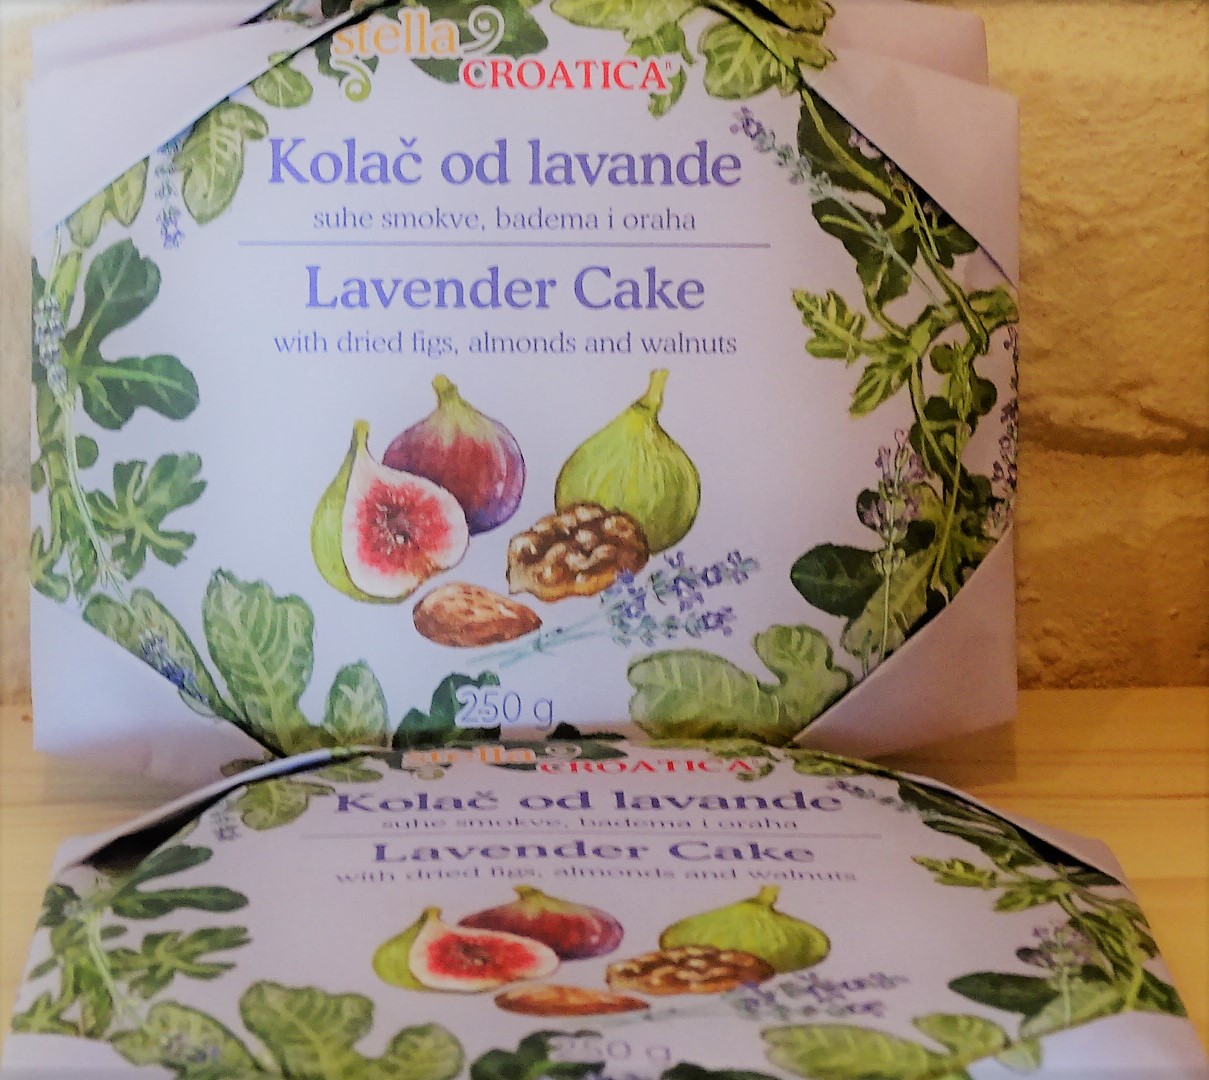 stella
CROATICA
Kolač od lavande
suhe smokve, badema i oraha
Lavender Cake
with dried figs, almonds and walnuts
250 g
stella
CROATICA
Kolač od lavande
suhe smokve, badema i oraha
Lavender Cake
with dried figs, almonds and walnuts
250 g